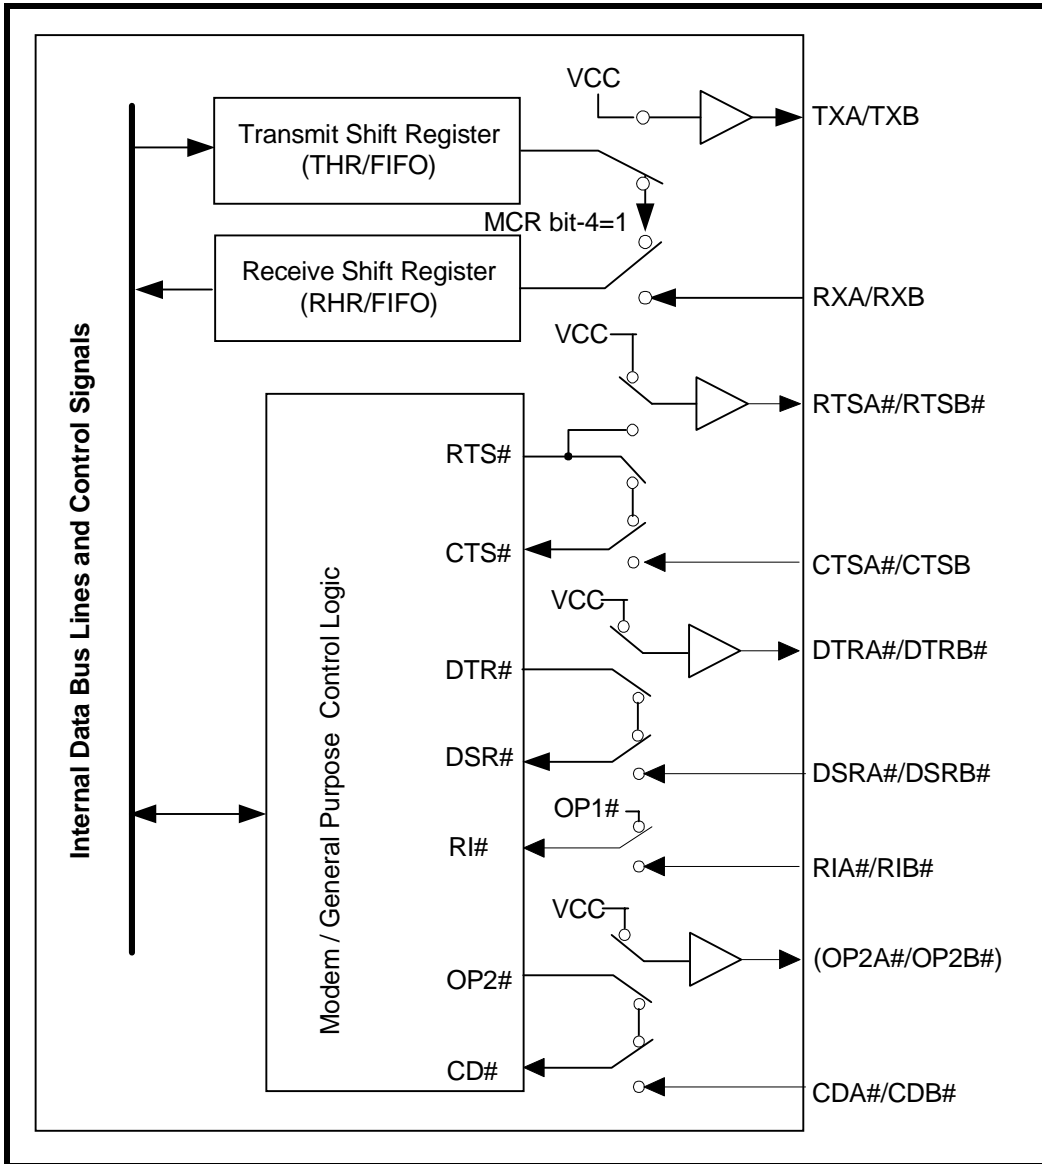 VCC
TXA/TXB
Transmit Shift Register
(THR/FIFO)
MCR bit-4=1
Receive Shift Register
(RHR/FIFO)
RXA/RXB
VCC
RTSA#/RTSB#
RTS#
CTS#
CTSA#/CTSB
VCC
DTRA#/DTRB#
DTR#
DSR#
DSRA#/DSRB#
OP1#
RI#
RIA#/RIB#
VCC
(OP2A#/OP2B#)
OP2#
CD#
CDA#/CDB#
Internal Data Bus Lines and Control Signals
Modem / General Purpose Control Logic